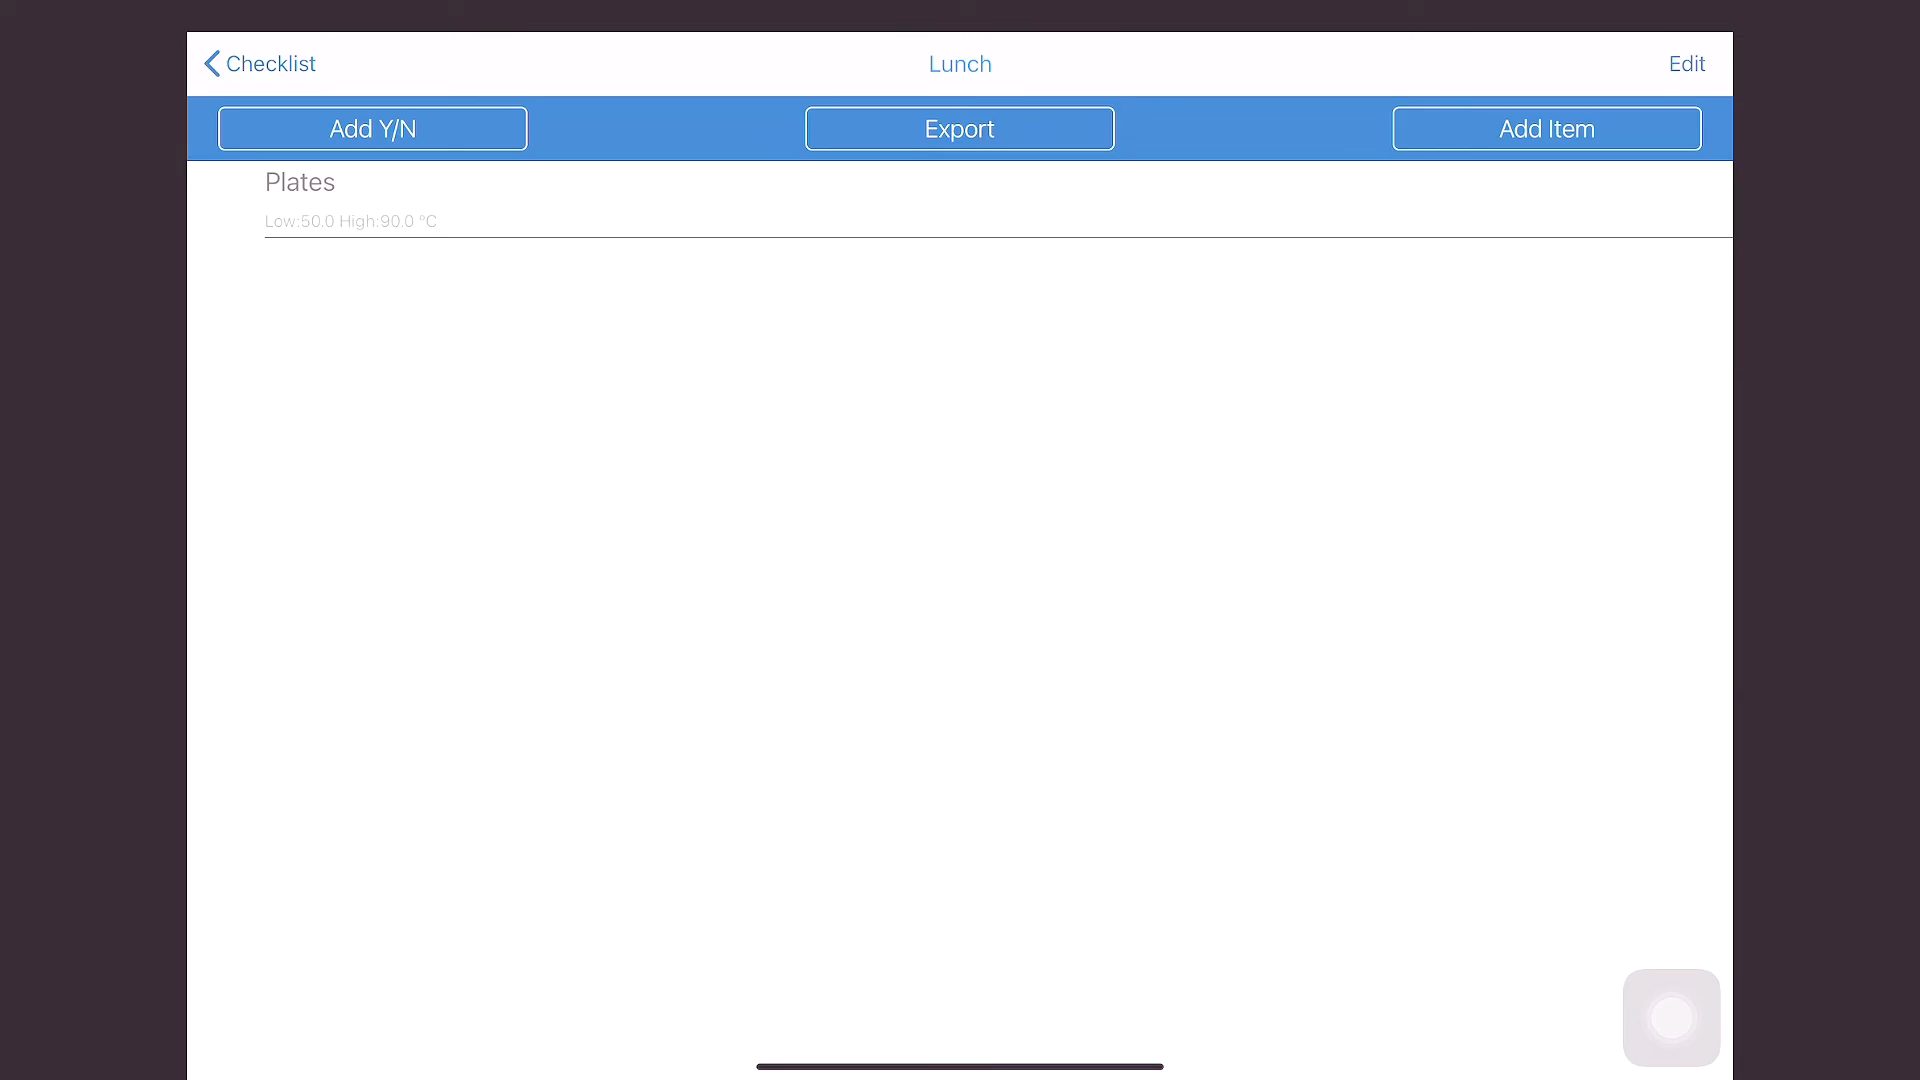 Checklist
Lunch
Edit
Add Y/N
Export
Add Item
Plates
Low:50.0 High:90.0 °C